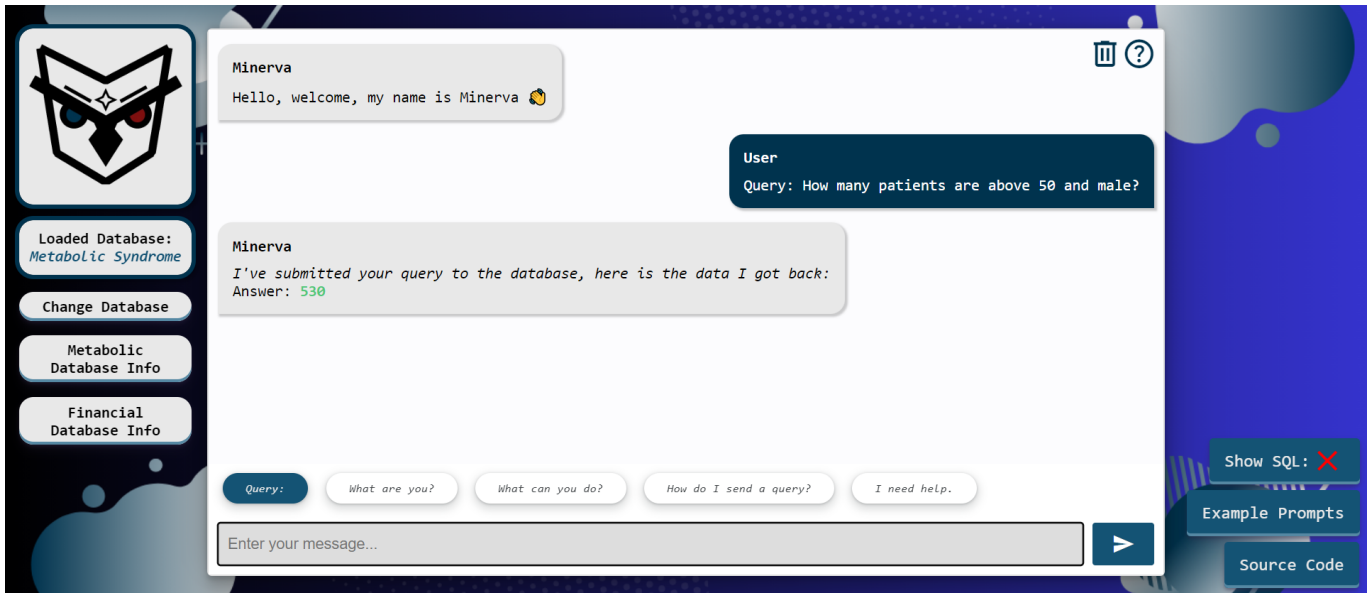 Loaded Database:
Metabolic Syndrome
Change Database
Metabolic
Database Info
Financial
Database Info
Minerva
Hello, welcome, my name is Minerva 👏
User
Query: How many patients are above 50 and male?
Minerva
I've submitted your query to the database, here is the data I got back:
Answer: 530
Query:
What are you?
What can you do?
How do I send a query?
I need help.
Enter your message...
Show SQL: ❌
Example Prompts
Source Code